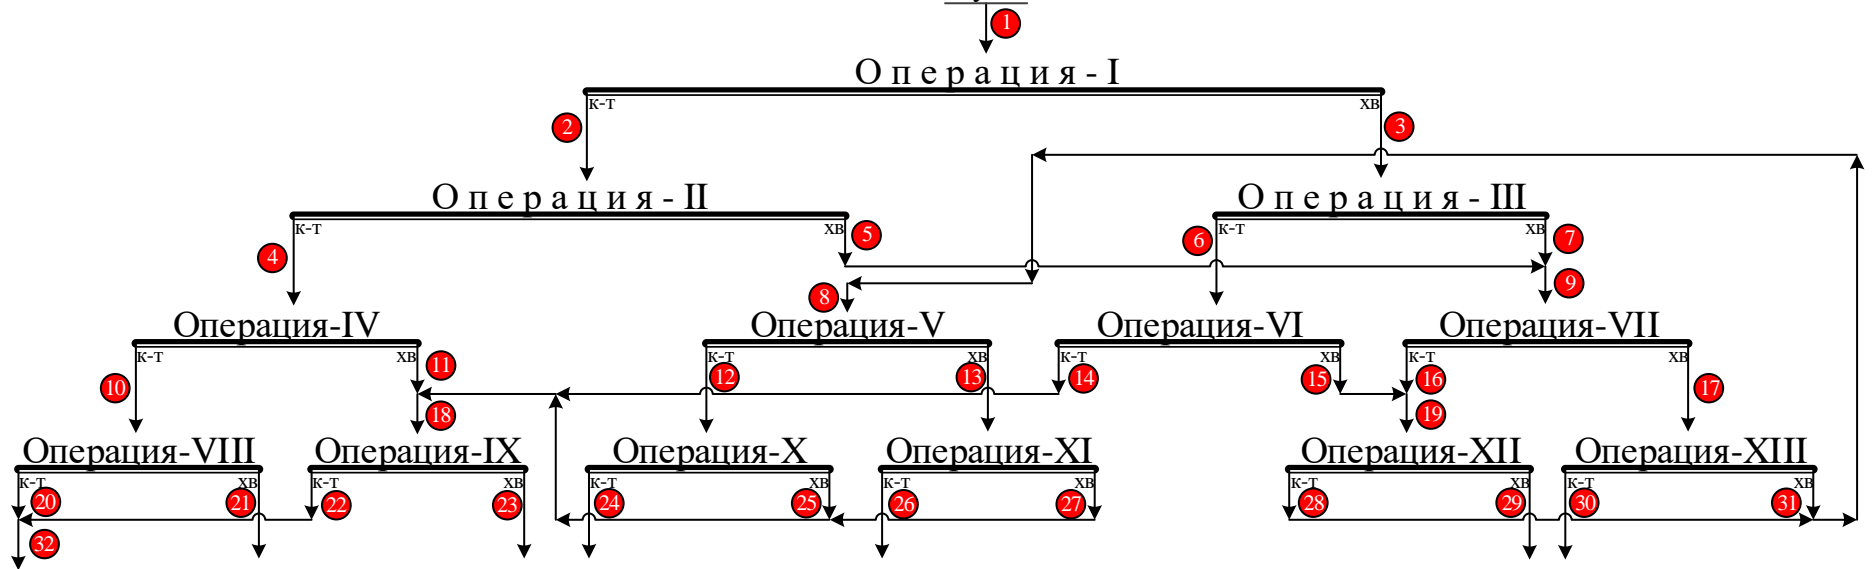 1
О п е р а ц и я - I
к-т хв
2 3
О п е р а ц и я - II О п е р а ц и я - III
к-т хв к-т хв
4 5 6 7
8 9
Операция-IV Операция-V Операция-VI Операция-VII
к-т хв к-т хв к-т хв к-т хв
10 11 12 13 14 15 16 17
18 19
Операция-VIII Операция-IX Операция-X Операция-XI Операция-XII Операция-XIII
к-т хв к-т хв к-т хв к-т хв к-т хв к-т хв
20 21 22 23 24 25 26 27 28 29 30 31
32